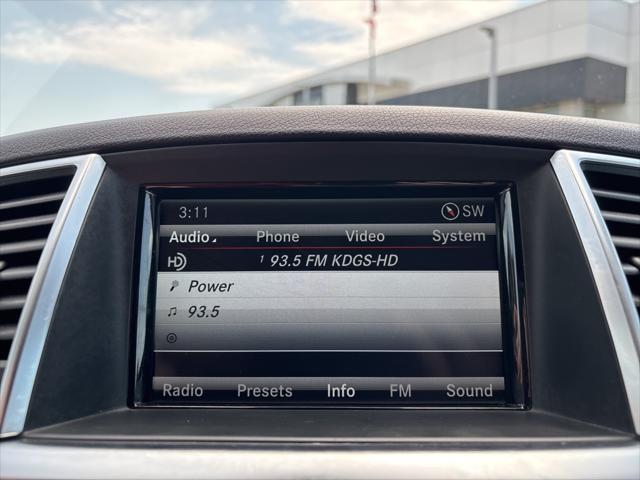 3:11 SW
Audio Phone Video System
HD 1 93.5 FM KDGS-HD
Power
93.5
Radio Presets Info FM Sound